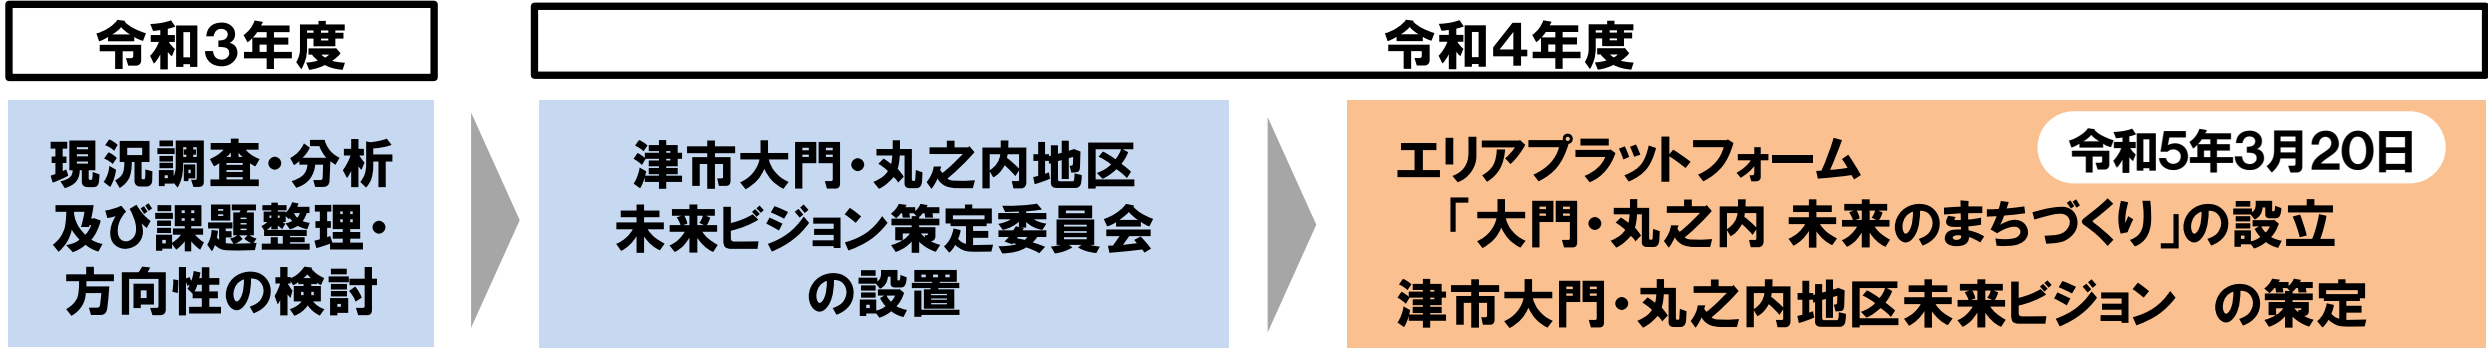 令和3年度
令和4年度
現況調査・分析
及び課題整理・
方向性の検討
津市大門・丸之内地区
未来ビジョン策定委員会
の設置
令和5年3月20日
エリアプラットフォーム
「大門・丸之内 未来のまちづくり」の設立
津市大門・丸之内地区未来ビジョン の策定